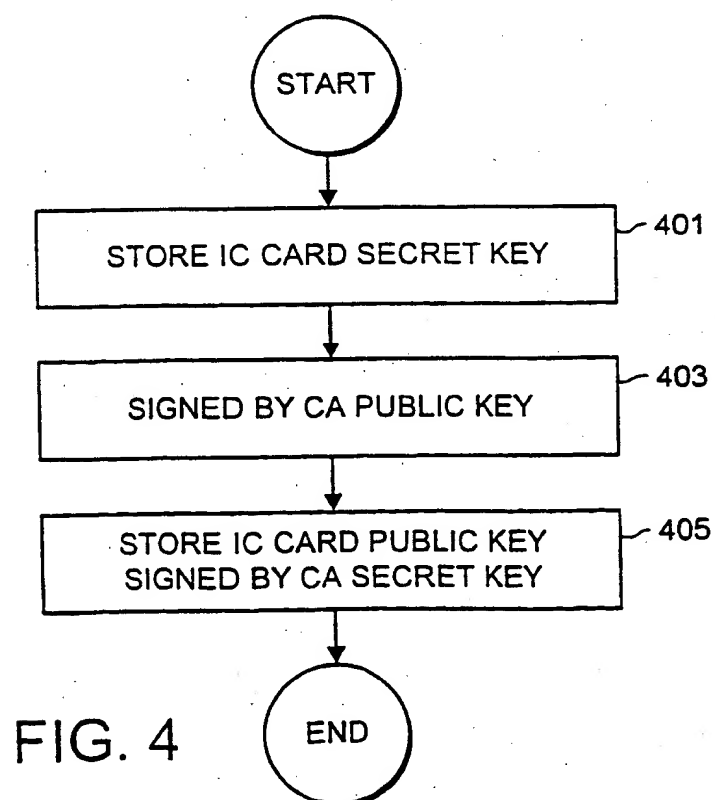 START
STORE IC CARD SECRET KEY
401
SIGNED BY CA PUBLIC KEY
403
STORE IC CARD PUBLIC KEY
SIGNED BY CA SECRET KEY
405
END
FIG. 4